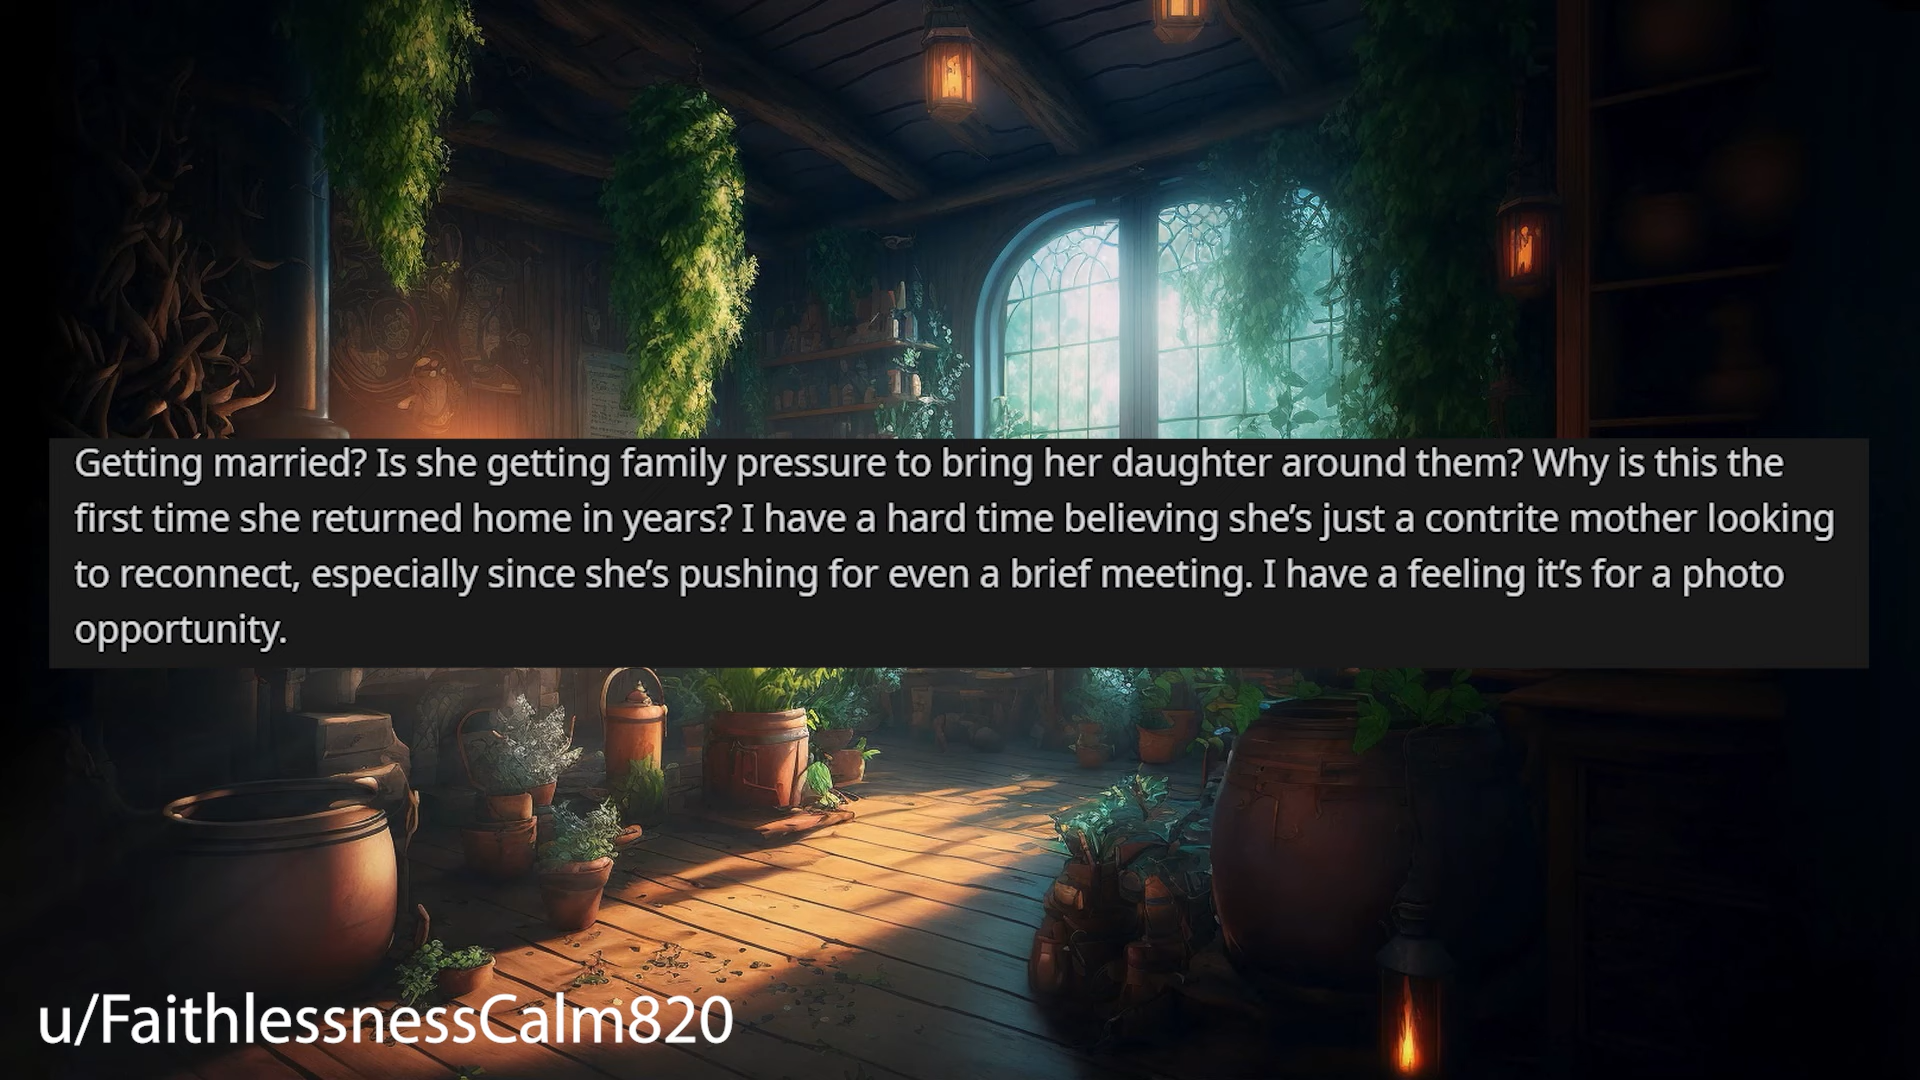 Getting married? Is she getting family pressure to bring her daughter around them? Why is this the
first time she returned home in years? I have a hard time believing she’s just a contrite mother looking
to reconnect, especially since she’s pushing for even a brief meeting. I have a feeling it’s for a photo
opportunity.
u/FaithlessnessCalm820